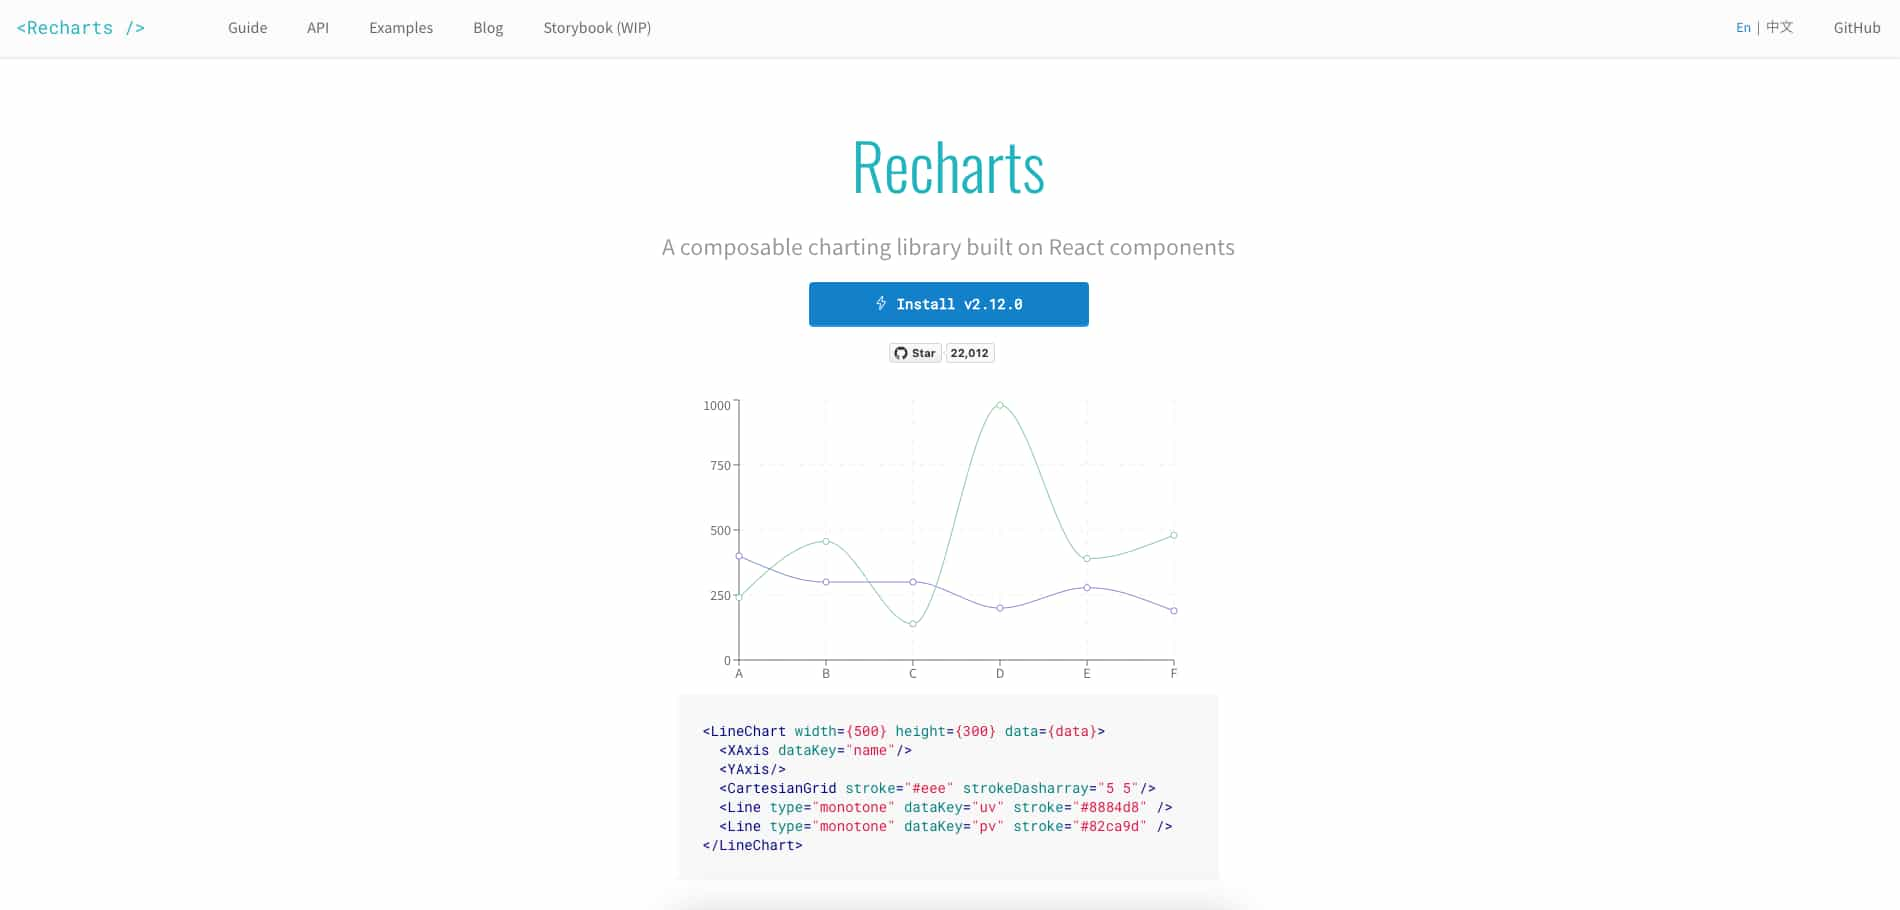 <Recharts />
Guide API Examples Blog Storybook (WIP) En | 中文 GitHub
Recharts
A composable charting library built on React components
Install v2.12.0
Star 22,012
1000
750
500
250
0
A B C D E F
<LineChart width={500} height={300} data={data}>
  <XAxis dataKey="name"/>
  <YAxis/>
  <CartesianGrid stroke="#eee" strokeDasharray="5 5"/>
  <Line type="monotone" dataKey="uv" stroke="#8884d8" />
  <Line type="monotone" dataKey="pv" stroke="#82ca9d" />
</LineChart>